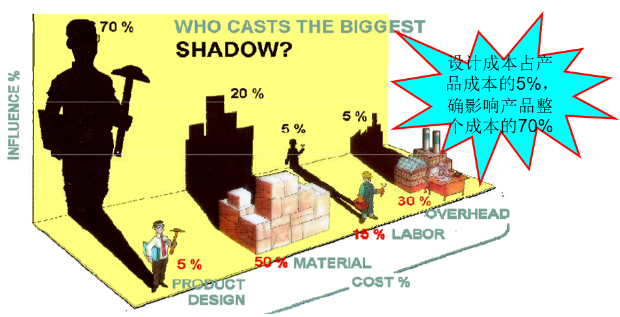 WHO CASTS THE BIGGEST
SHADOW?
70 %
20 %
5 %
5 %
INFLUENCE %
设计成本占产
品成本的5%,
确影响产品整
个成本的70%
30 %
OVERHEAD
15 % LABOR
50 % MATERIAL
5 %
PRODUCT
DESIGN
COST %